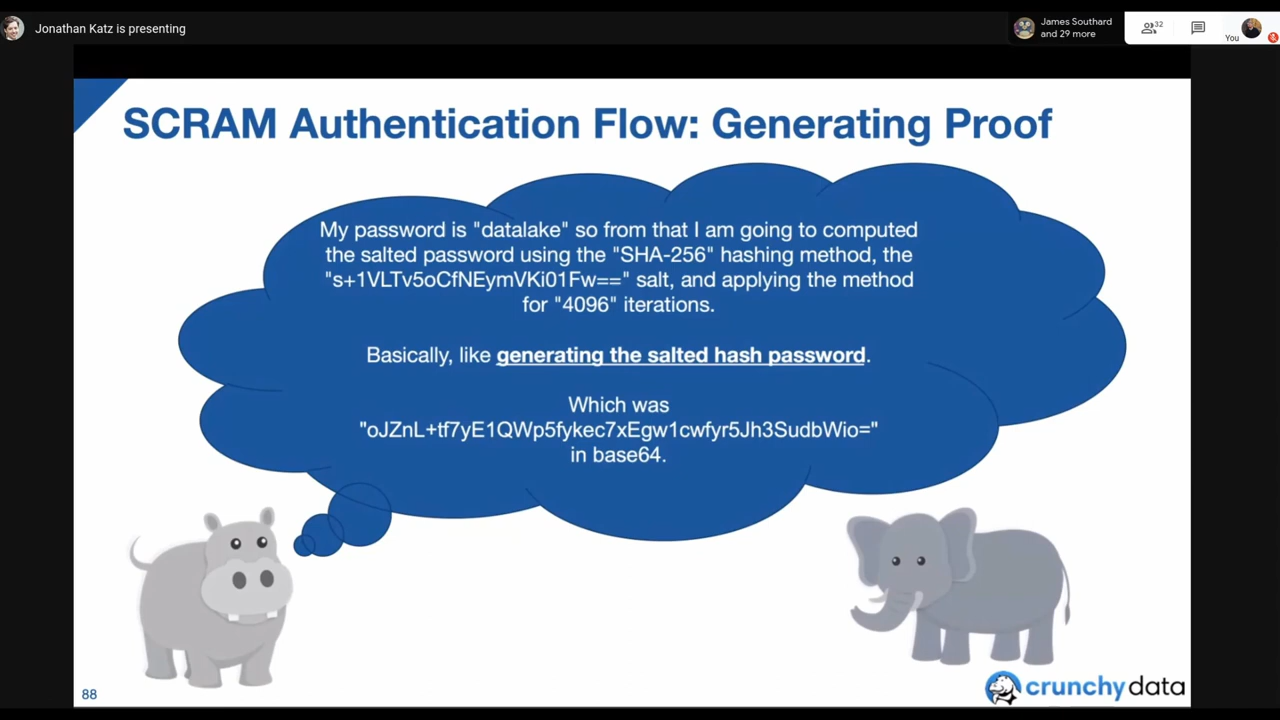 Jonathan Katz is presenting
James Southard
and 29 more
32
You
SCRAM Authentication Flow: Generating Proof
My password is "datalake" so from that I am going to computed
the salted password using the "SHA-256" hashing method, the
"s+1VLTv5oCfNEymVKi01Fw==" salt, and applying the method
for "4096" iterations.
Basically, like generating the salted hash password.
Which was
"oJZnL+tf7yE1QWp5fykec7xEgw1cwfyr5Jh3SudbWio="
in base64.
88
crunchydata